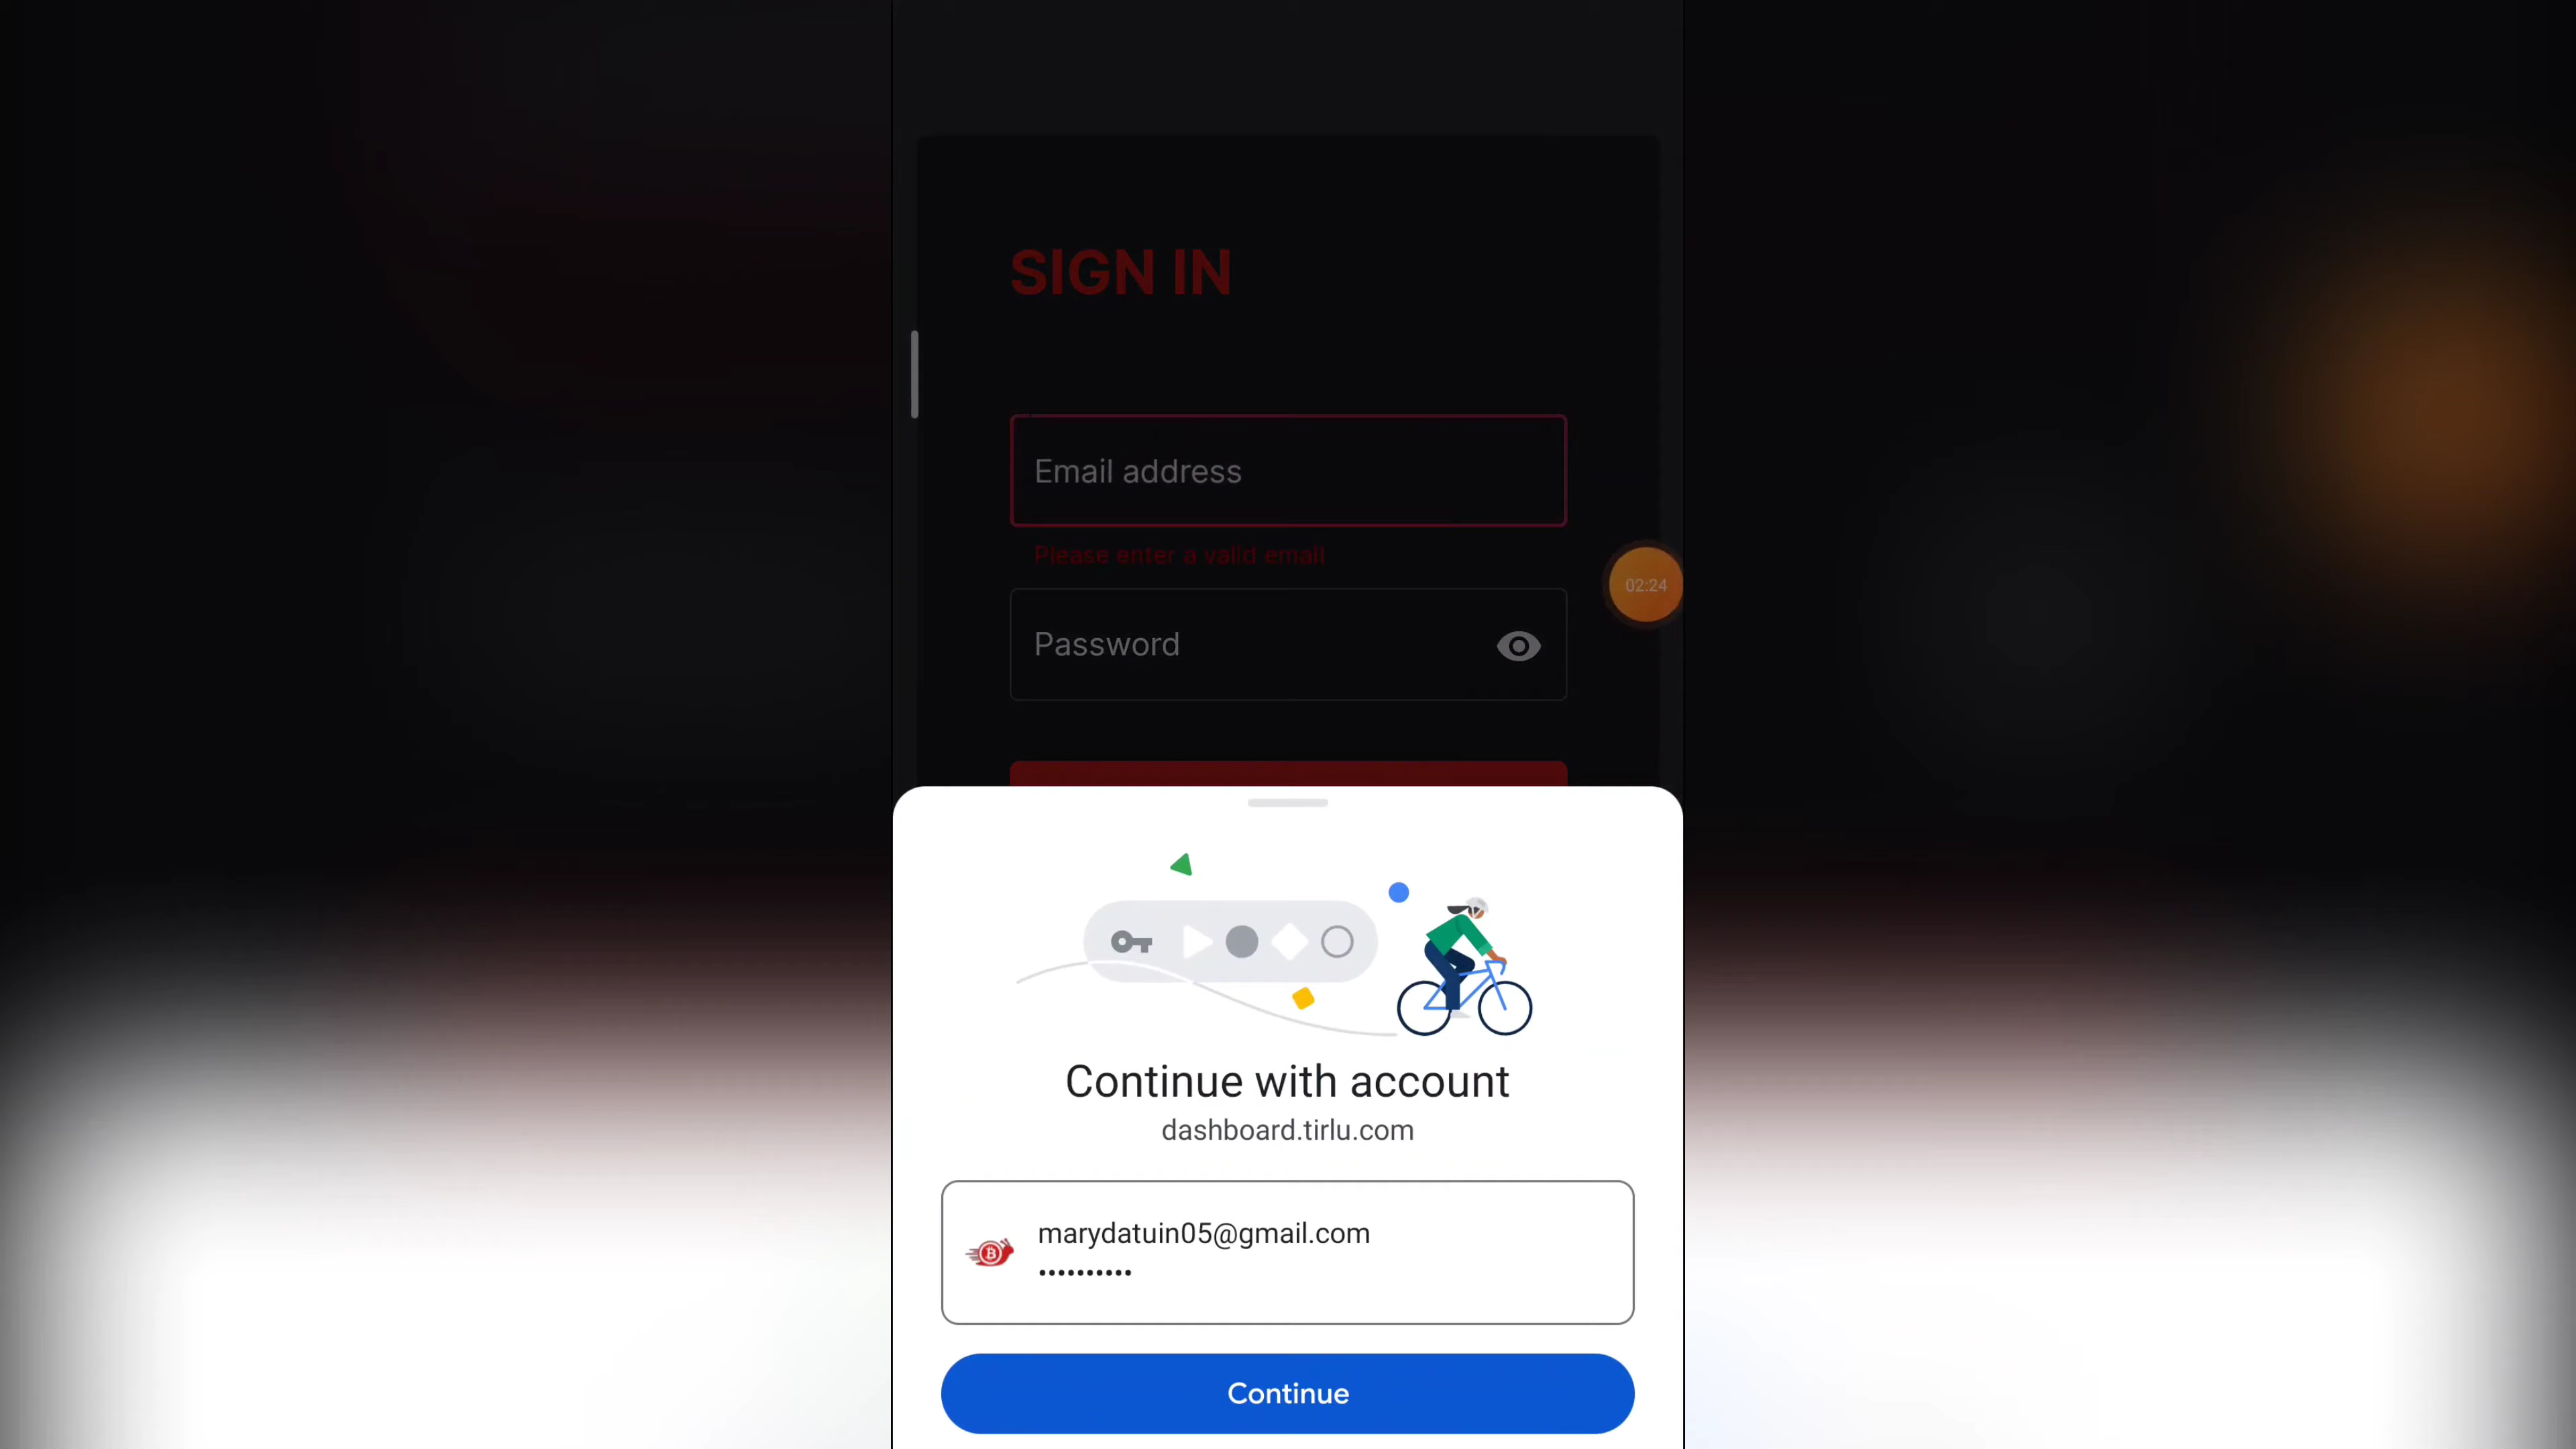 SIGN IN
Email address
Please enter a valid email
02:24
Password
Continue with account
dashboard.tirlu.com
marydatuin05@gmail.com
••••••••••
Continue